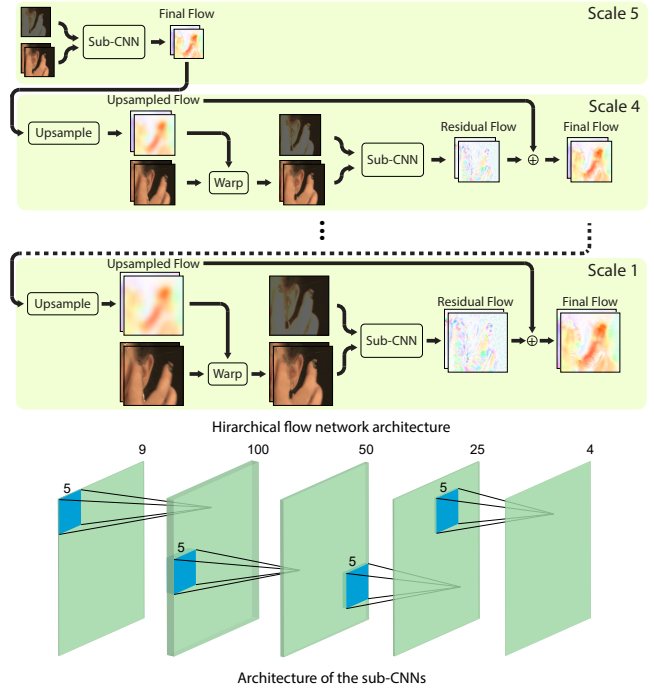 Scale 5
Final Flow
Sub-CNN
Scale 4
Upsampled Flow
Upsample
Warp
Sub-CNN
Residual Flow
Final Flow
Scale 1
Upsampled Flow
Upsample
Warp
Sub-CNN
Residual Flow
Final Flow
Hirarchical flow network architecture
9 100 50 25 4
5 5
5 5
Architecture of the sub-CNNs